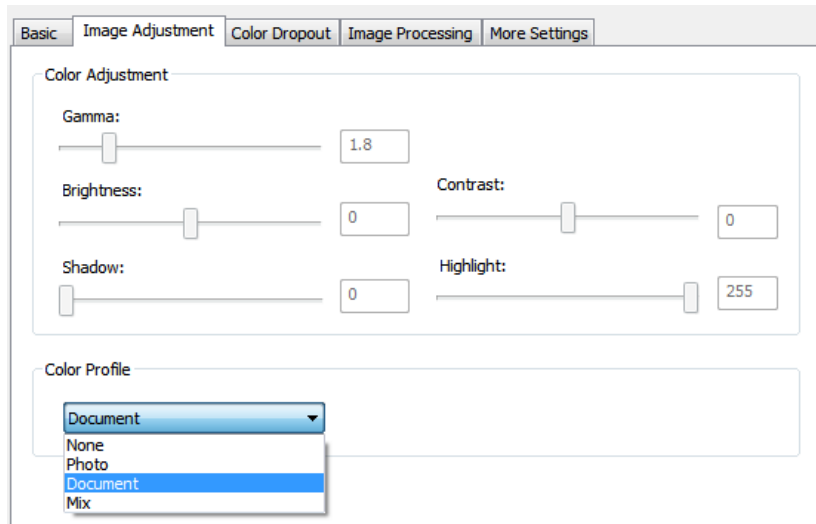 Basic Image Adjustment Color Dropout Image Processing More Settings
Color Adjustment
Gamma:
1.8
Brightness: Contrast:
0 0
Shadow: Highlight:
0 255
Color Profile
Document
None
Photo
Document
Mix